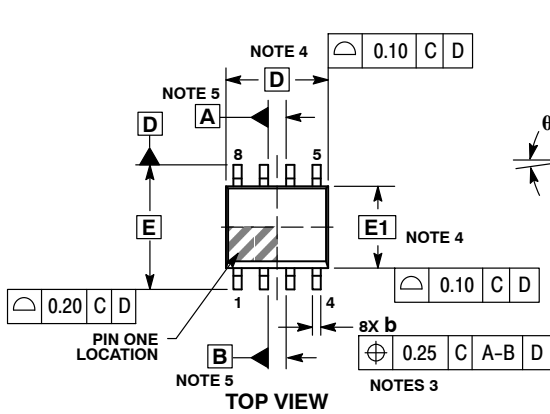 NOTE 4
⌓ 0.10 C D
D
NOTE 5
A
D
θ
8 5
E
E1 NOTE 4
⌓ 0.10 C D
⌓ 0.20 C D
1 4
PIN ONE
LOCATION
8X b
B
⌖ 0.25 C A-B D
NOTE 5
NOTES 3
TOP VIEW